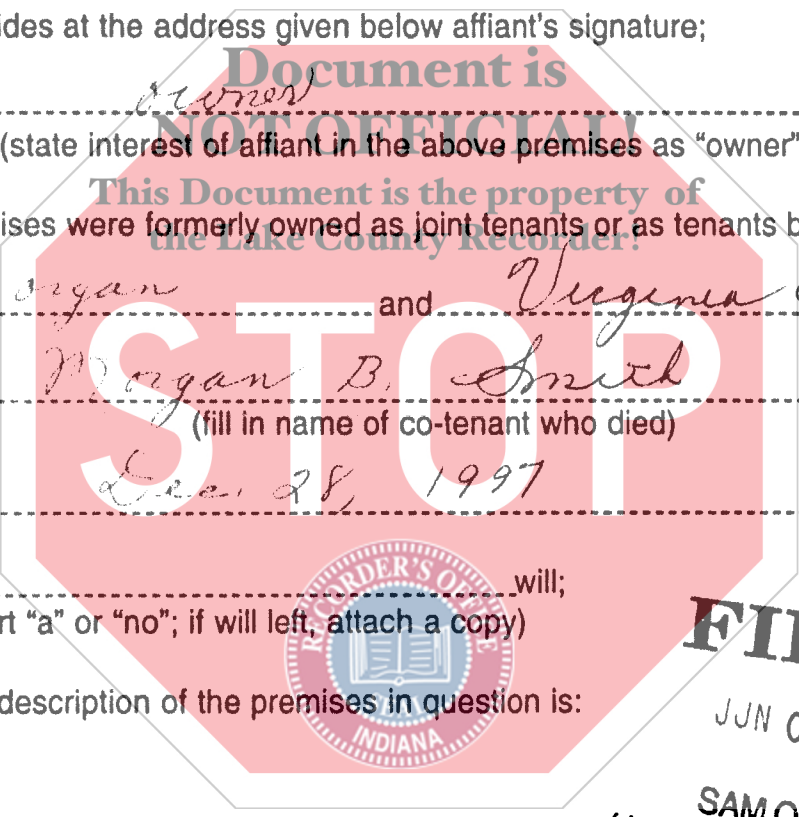 ides at the address given below affiant's signature;
Document is
owner
NOT OFFICIAL!
(state interest of affiant in the above premises as "owner"
This Document is the property of
ises were formerly owned as joint tenants or as tenants b
the Lake County Recorder!
organ and Virginia
STOP
Morgan B. Smith
(fill in name of co-tenant who died)
Dec. 28, 1997
will;
rt "a" or "no"; if will left, attach a copy)
RECORDER'S OFFICE
FI
description of the premises in question is:
INDIANA
JUN
SAM O